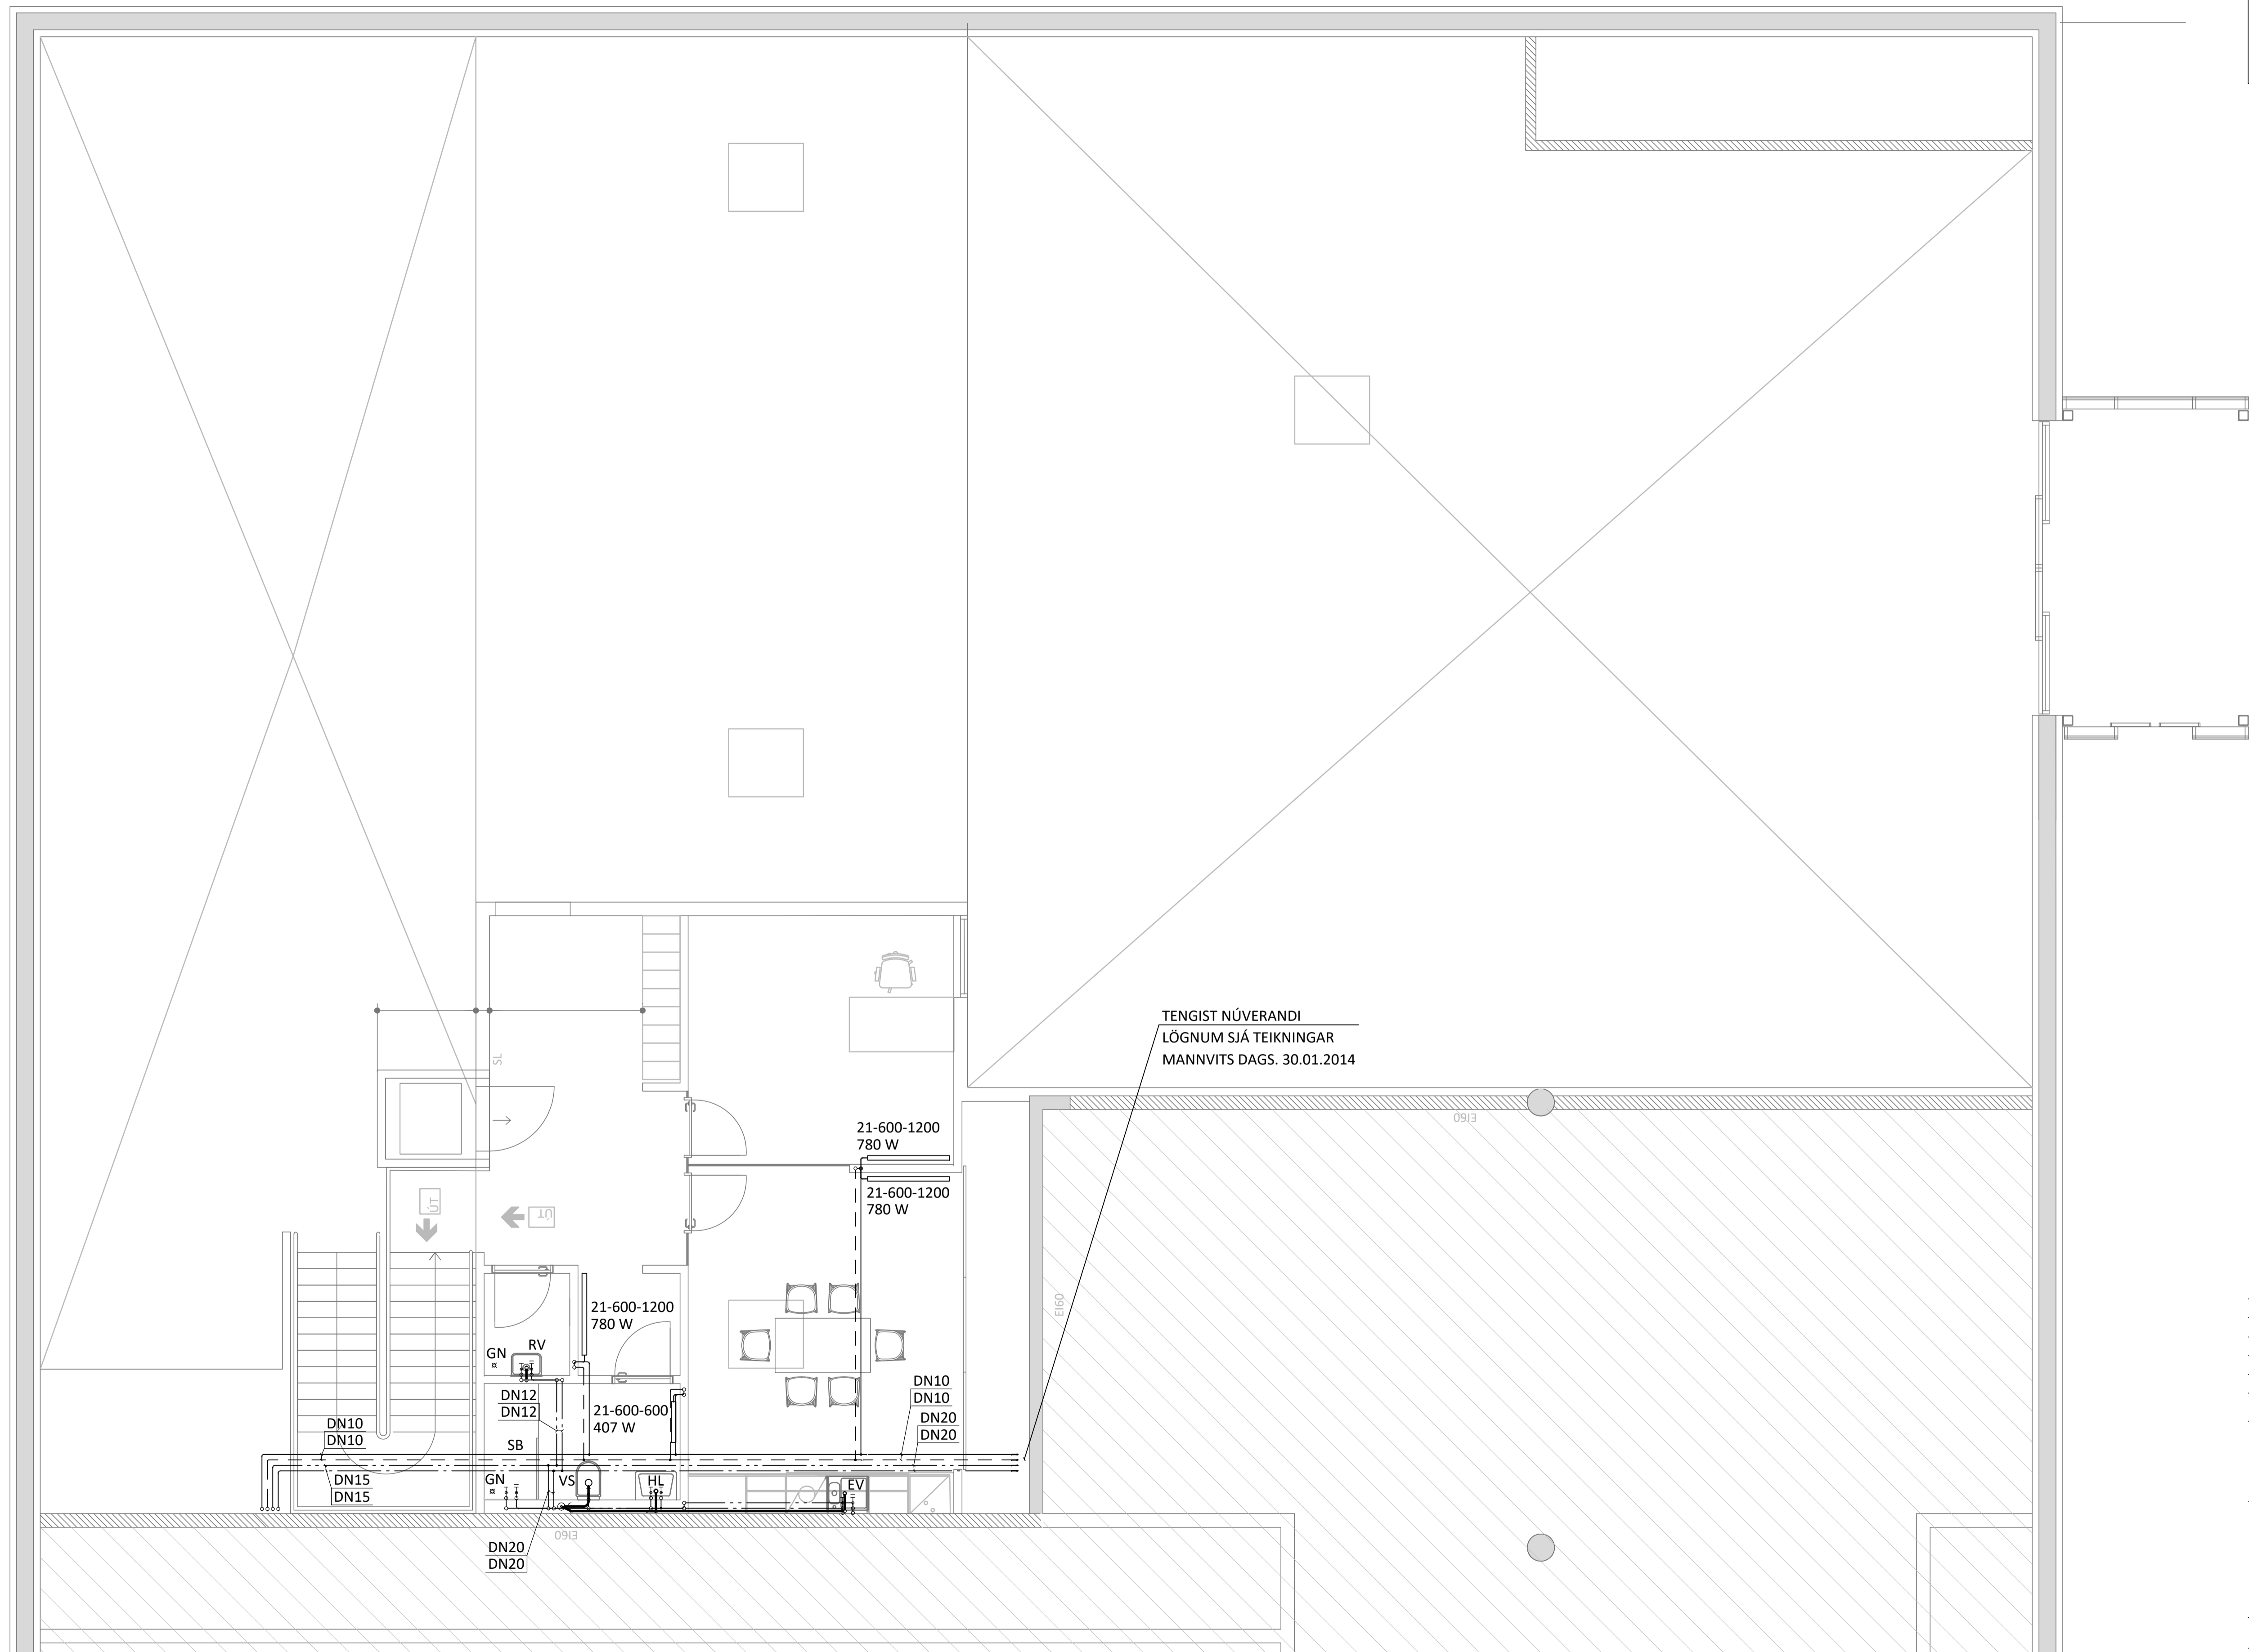 TENGIST NÚVERANDI
LÖGNUM SJÁ TEIKNINGAR
MANNVITS DAGS. 30.01.2014
SL
EI60
21-600-1200
780 W
21-600-1200
780 W
ÚT
ÚT
EI60
21-600-1200
780 W
RV
GN
DN10
DN10
DN12
DN12
21-600-600
407 W
DN20
DN20
DN10
DN10
SB
DN15
DN15
GN
VS
HL
EV
EI60
DN20
DN20